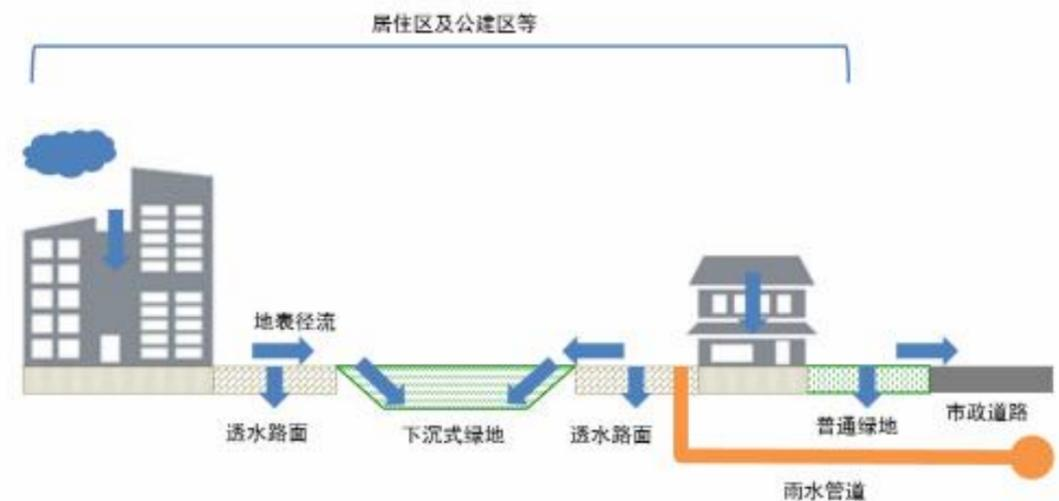 居住区及公建区等
地表径流
透水路面
下沉式绿地
透水路面
普通绿地
市政道路
雨水管道